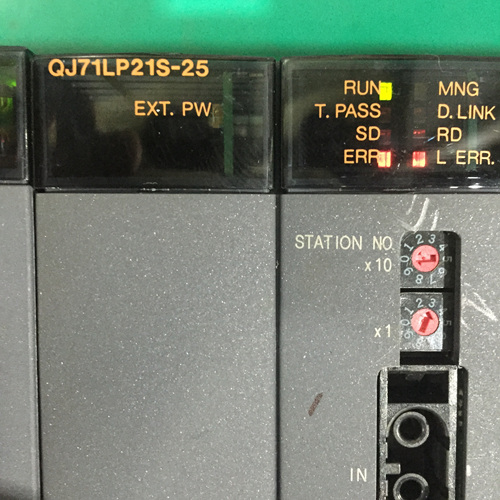 QJ71LP21S-25
EXT. PW
RUN MNG
T. PASS D. LINK
SD RD
ERR. L ERR.
STATION NO.
x10
x1
IN